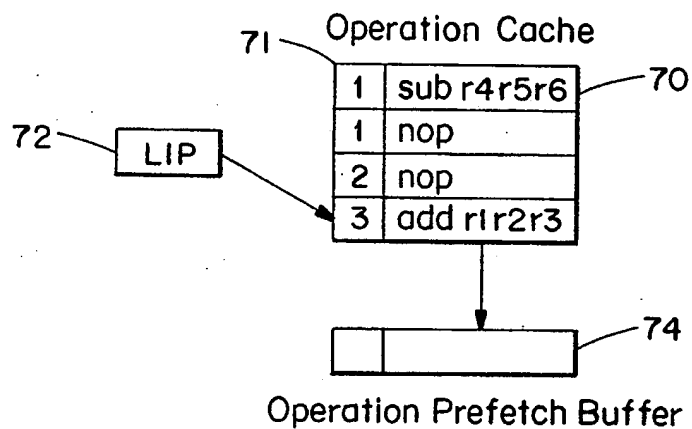 Operation Cache
71
1 sub r4r5r6
70
1 nop
72
LIP
2 nop
3 add r1r2r3
74
Operation Prefetch Buffer